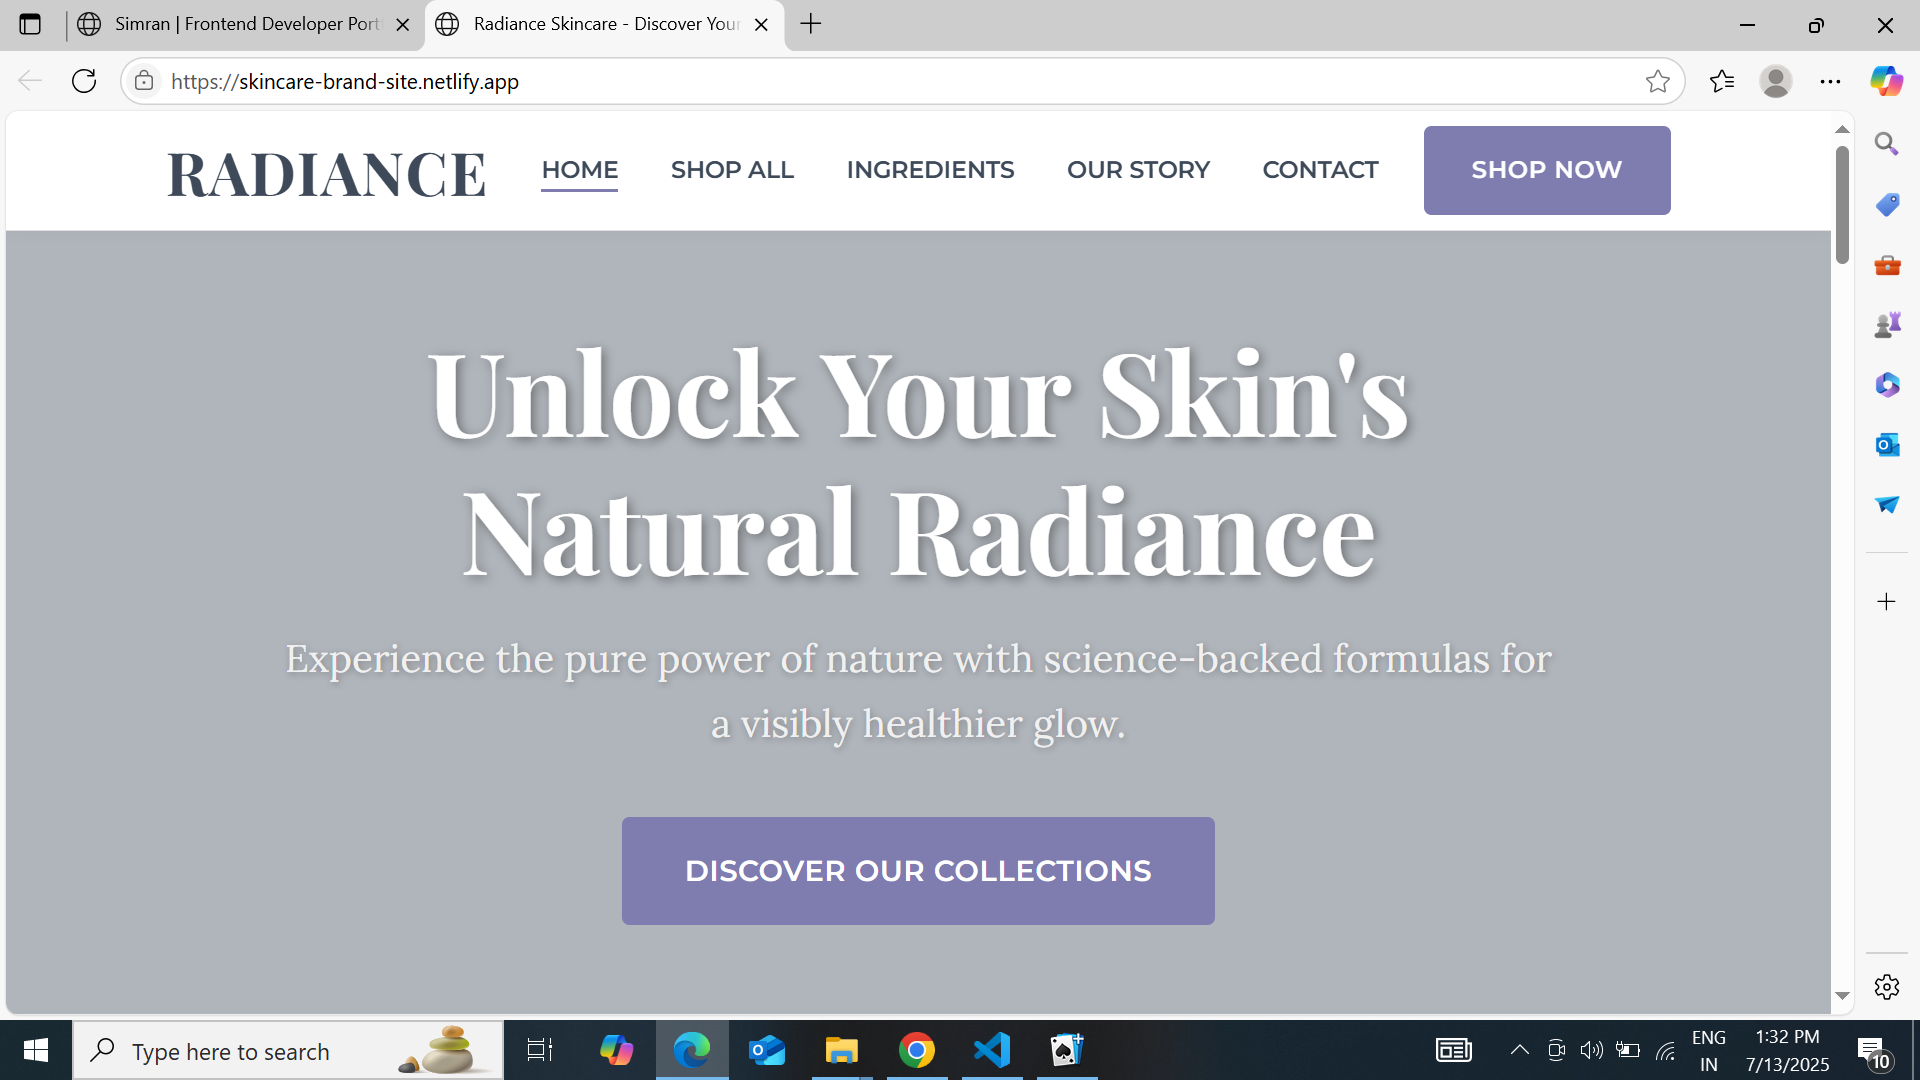 Simran | Frontend Developer Port
Radiance Skincare - Discover Your
https://skincare-brand-site.netlify.app
RADIANCE
HOME
SHOP ALL
INGREDIENTS
OUR STORY
CONTACT
SHOP NOW
Unlock Your Skin's
Natural Radiance
Experience the pure power of nature with science-backed formulas for
a visibly healthier glow.
DISCOVER OUR COLLECTIONS
Type here to search
ENG
IN
1:32 PM
7/13/2025
10